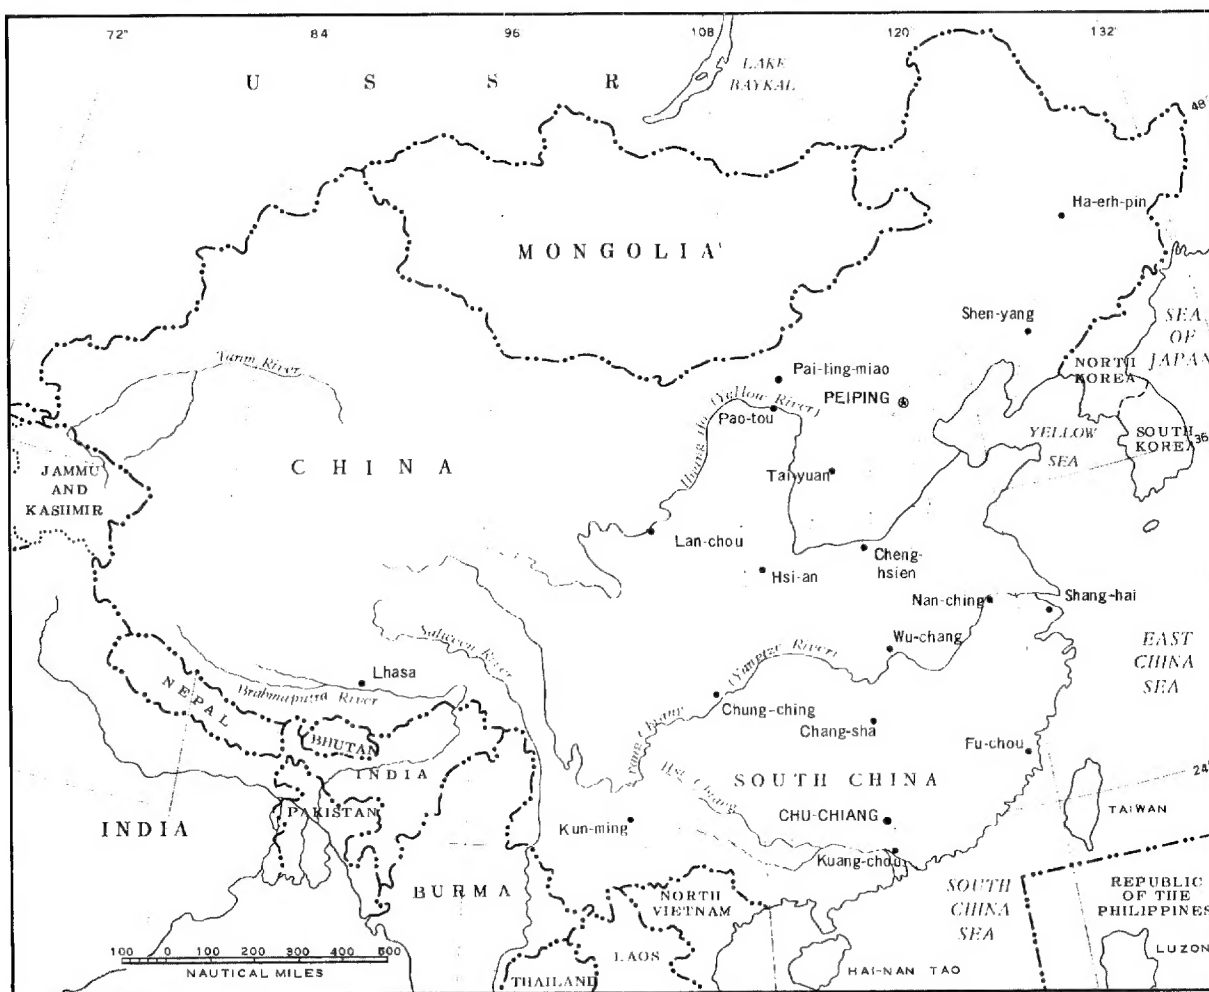 72° 84 96 108 120° 132°
LAKE
BAYKAL
U S S R
48°
Ha-erh-pin
MONGOLIA
Shen-yang
SEA
OF
JAPAN
Tarim River
Pai-ling-miao
NORTH
KOREA
PEIPING
Huang Ho (Yellow River)
Pao-tou
YELLOW
SEA
SOUTH
KOREA
36
CHINA
JAMMU
AND
KASHMIR
Tai-yuan
Lan-chou
Cheng-
hsien
Hsi-an
Nan-ching
Shang-hai
Wu-chang
EAST
CHINA
SEA
Salween River
Lhasa
NEPAL
Brahmaputra River
(Yangtze River)
Chung-ching
Chang-sha
BHUTAN
Fu-chou
INDIA
SOUTH CHINA
24°
Hsi Chiang
PAKISTAN
INDIA
CHU-CHIANG
TAIWAN
Kun-ming
Kuang-chou
BURMA
NORTH
VIETNAM
SOUTH
CHINA
SEA
REPUBLIC
OF THE
PHILIPPINES
LAOS
LUZON
100 0 100 200 300 400 500
NAUTICAL MILES
THAILAND
HAI-NAN TAO